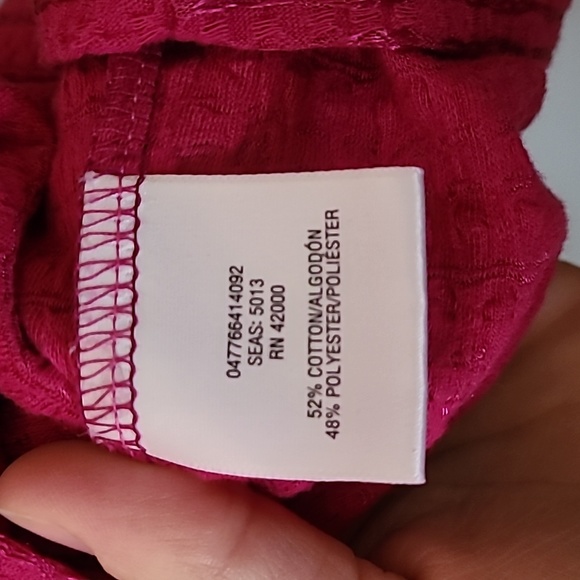 047766414092
SEAS: 5013
RN 42000
52% COTTON/ALGODÓN
48% POLYESTER/POLIÉSTER